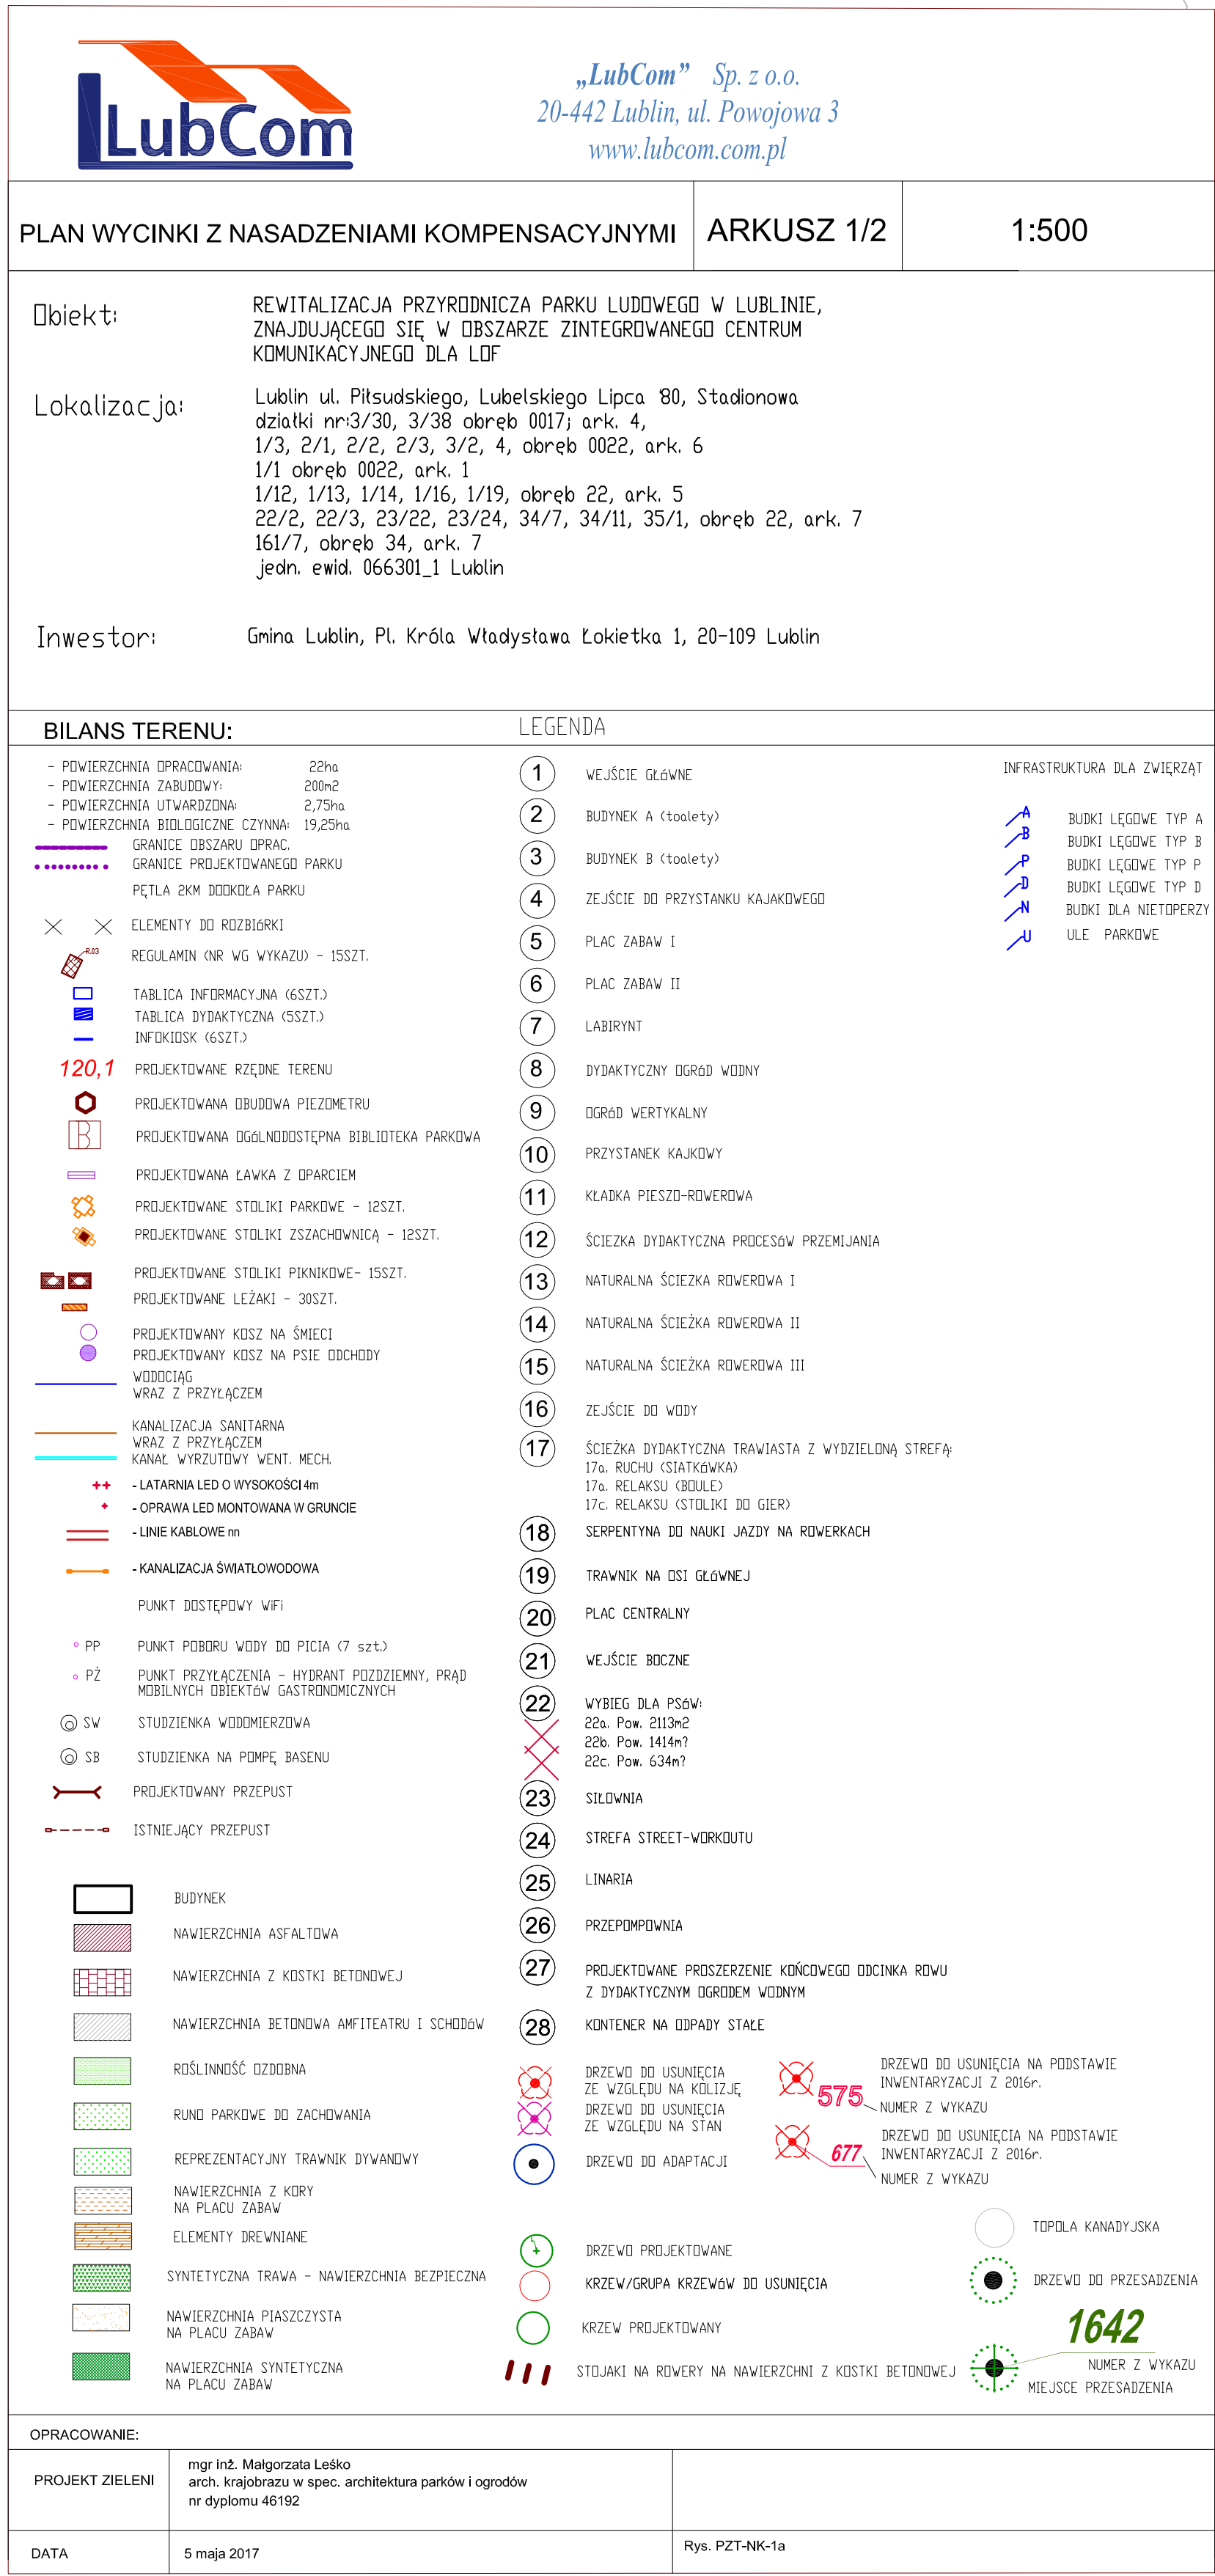 LubCom
„LubCom” Sp. z o.o.
20-442 Lublin, ul. Powojowa 3
www.lubcom.com.pl
PLAN WYCINKI Z NASADZENIAMI KOMPENSACYJNYMI
ARKUSZ 1/2
1:500
Obiekt:
REWITALIZACJA PRZYRODNICZA PARKU LUDOWEGO W LUBLINIE,
ZNAJDUJĄCEGO SIĘ W OBSZARZE ZINTEGROWANEGO CENTRUM
KOMUNIKACYJNEGO DLA LOF
Lokalizacja:
Lublin ul. Piłsudskiego, Lubelskiego Lipca '80, Stadionowa
działki nr:3/30, 3/38 obręb 0017; ark. 4,
1/3, 2/1, 2/2, 2/3, 3/2, 4, obręb 0022, ark. 6
1/1 obręb 0022, ark. 1
1/12, 1/13, 1/14, 1/16, 1/19, obręb 22, ark. 5
22/2, 22/3, 23/22, 23/24, 34/7, 34/11, 35/1, obręb 22, ark. 7
161/7, obręb 34, ark. 7
jedn. ewid. 066301_1 Lublin
Inwestor:
Gmina Lublin, Pl. Króla Władysława Łokietka 1, 20-109 Lublin
BILANS TERENU:
- POWIERZCHNIA OPRACOWANIA: 22ha
- POWIERZCHNIA ZABUDOWY: 200m2
- POWIERZCHNIA UTWARDZONA: 2,75ha
- POWIERZCHNIA BIOLOGICZNE CZYNNA: 19,25ha
GRANICE OBSZARU OPRAC.
GRANICE PROJEKTOWANEGO PARKU
PĘTLA 2KM DOOKOŁA PARKU
ELEMENTY DO ROZBIóRKI
R.03
REGULAMIN (NR WG WYKAZU) - 15SZT.
TABLICA INFORMACYJNA (6SZT.)
TABLICA DYDAKTYCZNA (5SZT.)
INFOKIOSK (6SZT.)
120,1 PROJEKTOWANE RZĘDNE TERENU
PROJEKTOWANA OBUDOWA PIEZOMETRU
B PROJEKTOWANA OGóLNODOSTĘPNA BIBLIOTEKA PARKOWA
PROJEKTOWANA ŁAWKA Z OPARCIEM
PROJEKTOWANE STOLIKI PARKOWE - 12SZT.
PROJEKTOWANE STOLIKI ZSZACHOWNICĄ - 12SZT.
PROJEKTOWANE STOLIKI PIKNIKOWE- 15SZT.
PROJEKTOWANE LEŻAKI - 30SZT.
PROJEKTOWANY KOSZ NA ŚMIECI
PROJEKTOWANY KOSZ NA PSIE ODCHODY
WODOCIĄG
WRAZ Z PRZYŁĄCZEM
KANALIZACJA SANITARNA
WRAZ Z PRZYŁĄCZEM
KANAŁ WYRZUTOWY WENT. MECH.
- LATARNIA LED O WYSOKOŚCI 4m
- OPRAWA LED MONTOWANA W GRUNCIE
- LINIE KABLOWE nn
- KANALIZACJA ŚWIATŁOWODOWA
PUNKT DOSTĘPOWY WiFi
PP PUNKT POBORU WODY DO PICIA (7 szt.)
PŻ PUNKT PRZYŁĄCZENIA - HYDRANT POZDZIEMNY, PRĄD
MOBILNYCH OBIEKTóW GASTRONOMICZNYCH
SW STUDZIENKA WODOMIERZOWA
SB STUDZIENKA NA POMPĘ BASENU
PROJEKTOWANY PRZEPUST
ISTNIEJĄCY PRZEPUST
BUDYNEK
NAWIERZCHNIA ASFALTOWA
NAWIERZCHNIA Z KOSTKI BETONOWEJ
NAWIERZCHNIA BETONOWA AMFITEATRU I SCHODóW
ROŚLINNOŚĆ OZDOBNA
RUNO PARKOWE DO ZACHOWANIA
REPREZENTACYJNY TRAWNIK DYWANOWY
NAWIERZCHNIA Z KORY
NA PLACU ZABAW
ELEMENTY DREWNIANE
SYNTETYCZNA TRAWA - NAWIERZCHNIA BEZPIECZNA
NAWIERZCHNIA PIASZCZYSTA
NA PLACU ZABAW
NAWIERZCHNIA SYNTETYCZNA
NA PLACU ZABAW
LEGENDA
1 WEJŚCIE GŁóWNE
2 BUDYNEK A (toalety)
3 BUDYNEK B (toalety)
4 ZEJŚCIE DO PRZYSTANKU KAJAKOWEGO
5 PLAC ZABAW I
6 PLAC ZABAW II
7 LABIRYNT
8 DYDAKTYCZNY OGRóD WODNY
9 OGRóD WERTYKALNY
10 PRZYSTANEK KAJKOWY
11 KŁADKA PIESZO-ROWEROWA
12 ŚCIEZKA DYDAKTYCZNA PROCESóW PRZEMIJANIA
13 NATURALNA ŚCIEZKA ROWEROWA I
14 NATURALNA ŚCIEŻKA ROWEROWA II
15 NATURALNA ŚCIEŻKA ROWEROWA III
16 ZEJŚCIE DO WODY
17 ŚCIEŻKA DYDAKTYCZNA TRAWIASTA Z WYDZIELONĄ STREFĄ:
17a. RUCHU (SIATKóWKA)
17a. RELAKSU (BOULE)
17c. RELAKSU (STOLIKI DO GIER)
18 SERPENTYNA DO NAUKI JAZDY NA ROWERKACH
19 TRAWNIK NA OSI GŁóWNEJ
20 PLAC CENTRALNY
21 WEJŚCIE BOCZNE
22 WYBIEG DLA PSóW:
22a. Pow. 2113m2
22b. Pow. 1414m?
22c. Pow. 634m?
23 SIŁOWNIA
24 STREFA STREET-WORKOUTU
25 LINARIA
26 PRZEPOMPOWNIA
27 PROJEKTOWANE PROSZERZENIE KOŃCOWEGO ODCINKA ROWU
Z DYDAKTYCZNYM OGRODEM WODNYM
28 KONTENER NA ODPADY STAŁE
DRZEWO DO USUNIĘCIA
ZE WZGLĘDU NA KOLIZJĘ
DRZEWO DO USUNIĘCIA
ZE WZGLĘDU NA STAN
DRZEWO DO ADAPTACJI
DRZEWO PROJEKTOWANE
KRZEW/GRUPA KRZEWóW DO USUNIĘCIA
KRZEW PROJEKTOWANY
STOJAKI NA ROWERY NA NAWIERZCHNI Z KOSTKI BETONOWEJ
INFRASTRUKTURA DLA ZWIĘRZĄT
A BUDKI LĘGOWE TYP A
B BUDKI LĘGOWE TYP B
P BUDKI LĘGOWE TYP P
D BUDKI LĘGOWE TYP D
N BUDKI DLA NIETOPERZY
U ULE PARKOWE
DRZEWO DO USUNIĘCIA NA PODSTAWIE
INWENTARYZACJI Z 2016r.
575 NUMER Z WYKAZU
DRZEWO DO USUNIĘCIA NA PODSTAWIE
INWENTARYZACJI Z 2016r.
677 NUMER Z WYKAZU
TOPOLA KANADYJSKA
DRZEWO DO PRZESADZENIA
1642
NUMER Z WYKAZU
MIEJSCE PRZESADZENIA
OPRACOWANIE:
PROJEKT ZIELENI
mgr inż. Małgorzata Leśko
arch. krajobrazu w spec. architektura parków i ogrodów
nr dyplomu 46192
DATA
5 maja 2017
Rys. PZT-NK-1a